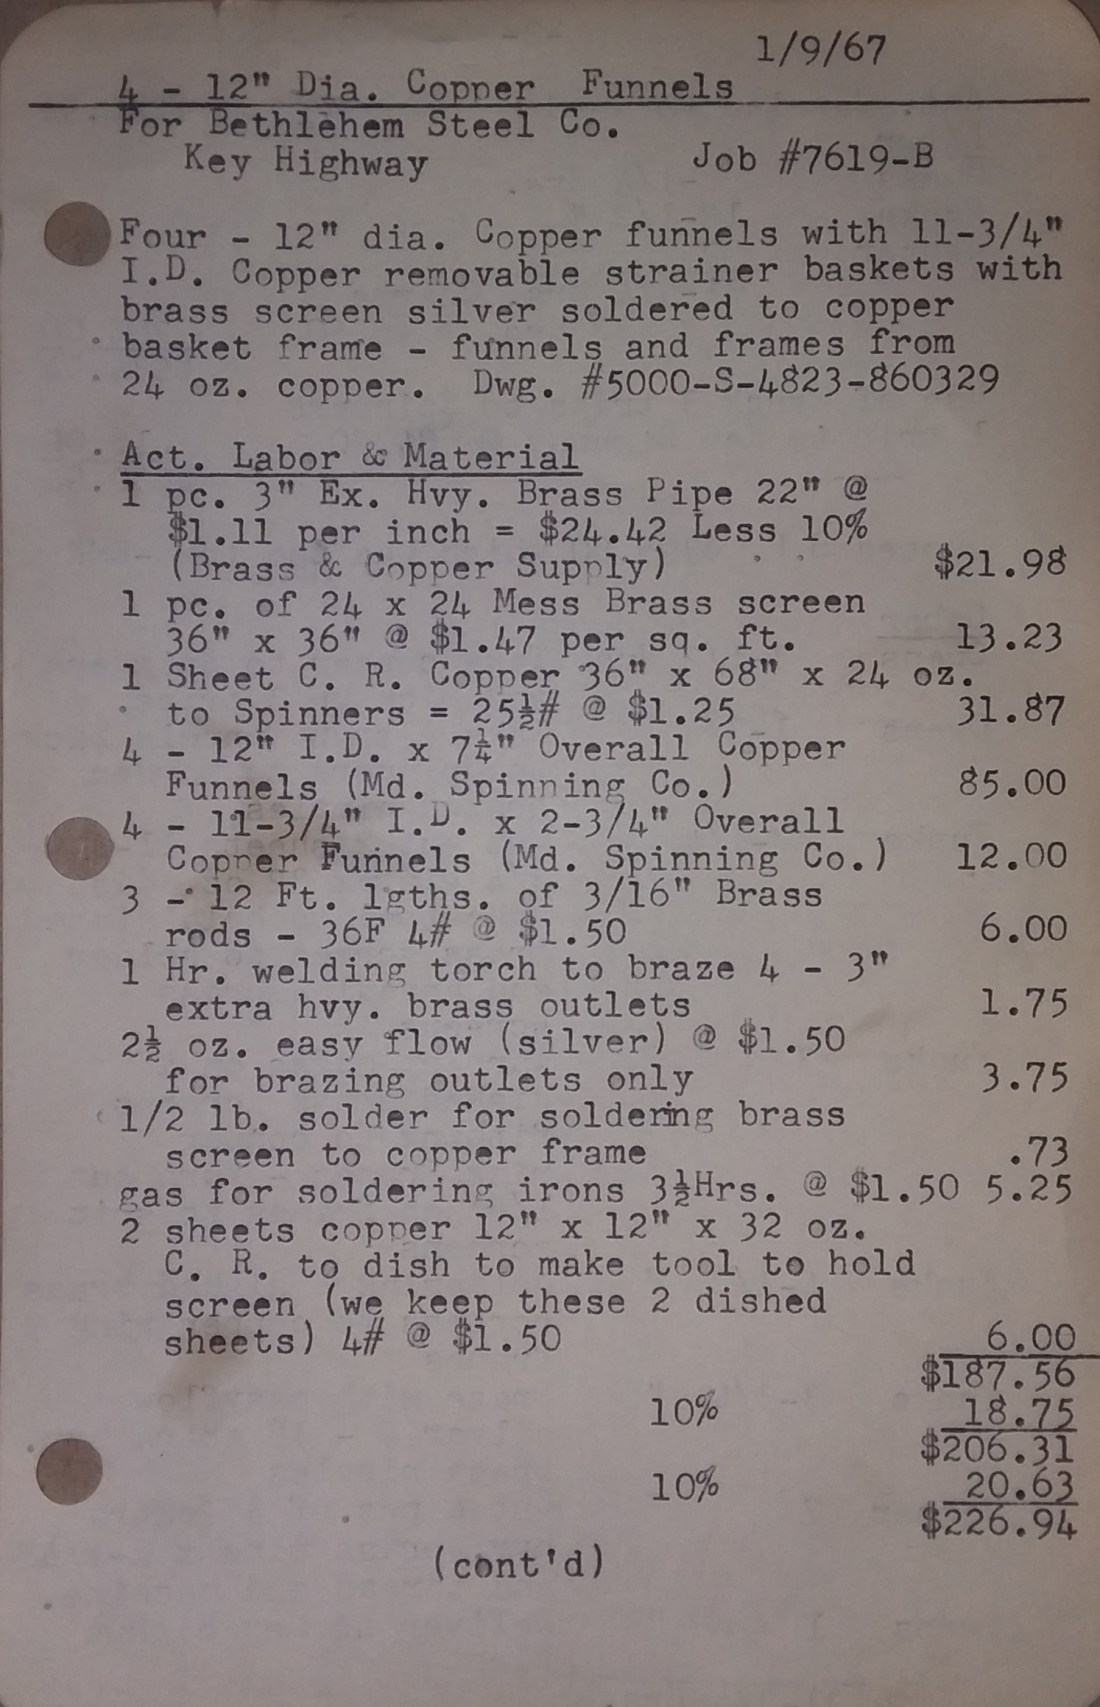 1/9/67
4 - 12" Dia. Copper Funnels
For Bethlehem Steel Co.
Key Highway Job #7619-B
Four - 12" dia. Copper funnels with 11-3/4"
I.D. Copper removable strainer baskets with
brass screen silver soldered to copper
basket frame - funnels and frames from
24 oz. copper. Dwg. #5000-S-4823-860329
Act. Labor & Material
1 pc. 3" Ex. Hvy. Brass Pipe 22" @
$1.11 per inch = $24.42 Less 10%
(Brass & Copper Supply) $21.98
1 pc. of 24 x 24 Mess Brass screen
36" x 36" @ $1.47 per sq. ft. 13.23
1 Sheet C. R. Copper 36" x 68" x 24 oz.
to Spinners = 25½# @ $1.25 31.87
4 - 12" I.D. x 7¼" Overall Copper
Funnels (Md. Spinning Co.) 85.00
4 - 11-3/4" I.D. x 2-3/4" Overall
Copper Funnels (Md. Spinning Co.) 12.00
3 - 12 Ft. lgths. of 3/16" Brass
rods - 36F 4# @ $1.50 6.00
1 Hr. welding torch to braze 4 - 3"
extra hvy. brass outlets 1.75
2½ oz. easy flow (silver) @ $1.50
for brazing outlets only 3.75
1/2 lb. solder for soldering brass
screen to copper frame .73
gas for soldering irons 3½Hrs. @ $1.50 5.25
2 sheets copper 12" x 12" x 32 oz.
C. R. to dish to make tool to hold
screen (we keep these 2 dished
sheets) 4# @ $1.50 6.00
$187.56
10% 18.75
$206.31
10% 20.63
$226.94
(cont'd)